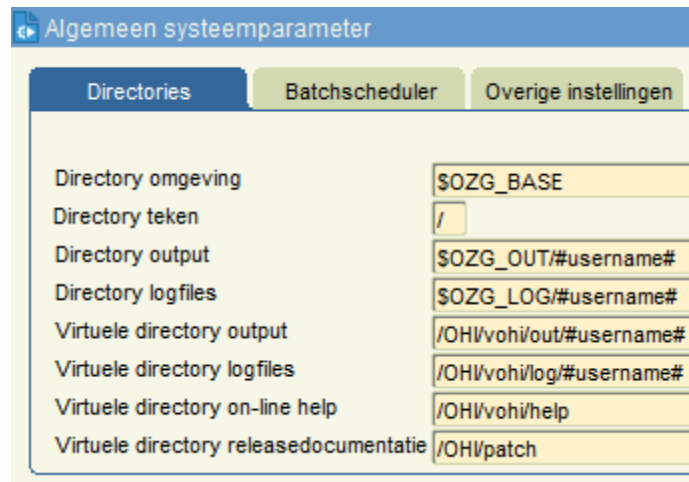 Algemeen systeemparameter
Directories Batchscheduler Overige instellingen
Directory omgeving $OZG_BASE
Directory teken /
Directory output $OZG_OUT/#username#
Directory logfiles $OZG_LOG/#username#
Virtuele directory output /OHI/vohi/out/#username#
Virtuele directory logfiles /OHI/vohi/log/#username#
Virtuele directory on-line help /OHI/vohi/help
Virtuele directory releasedocumentatie /OHI/patch